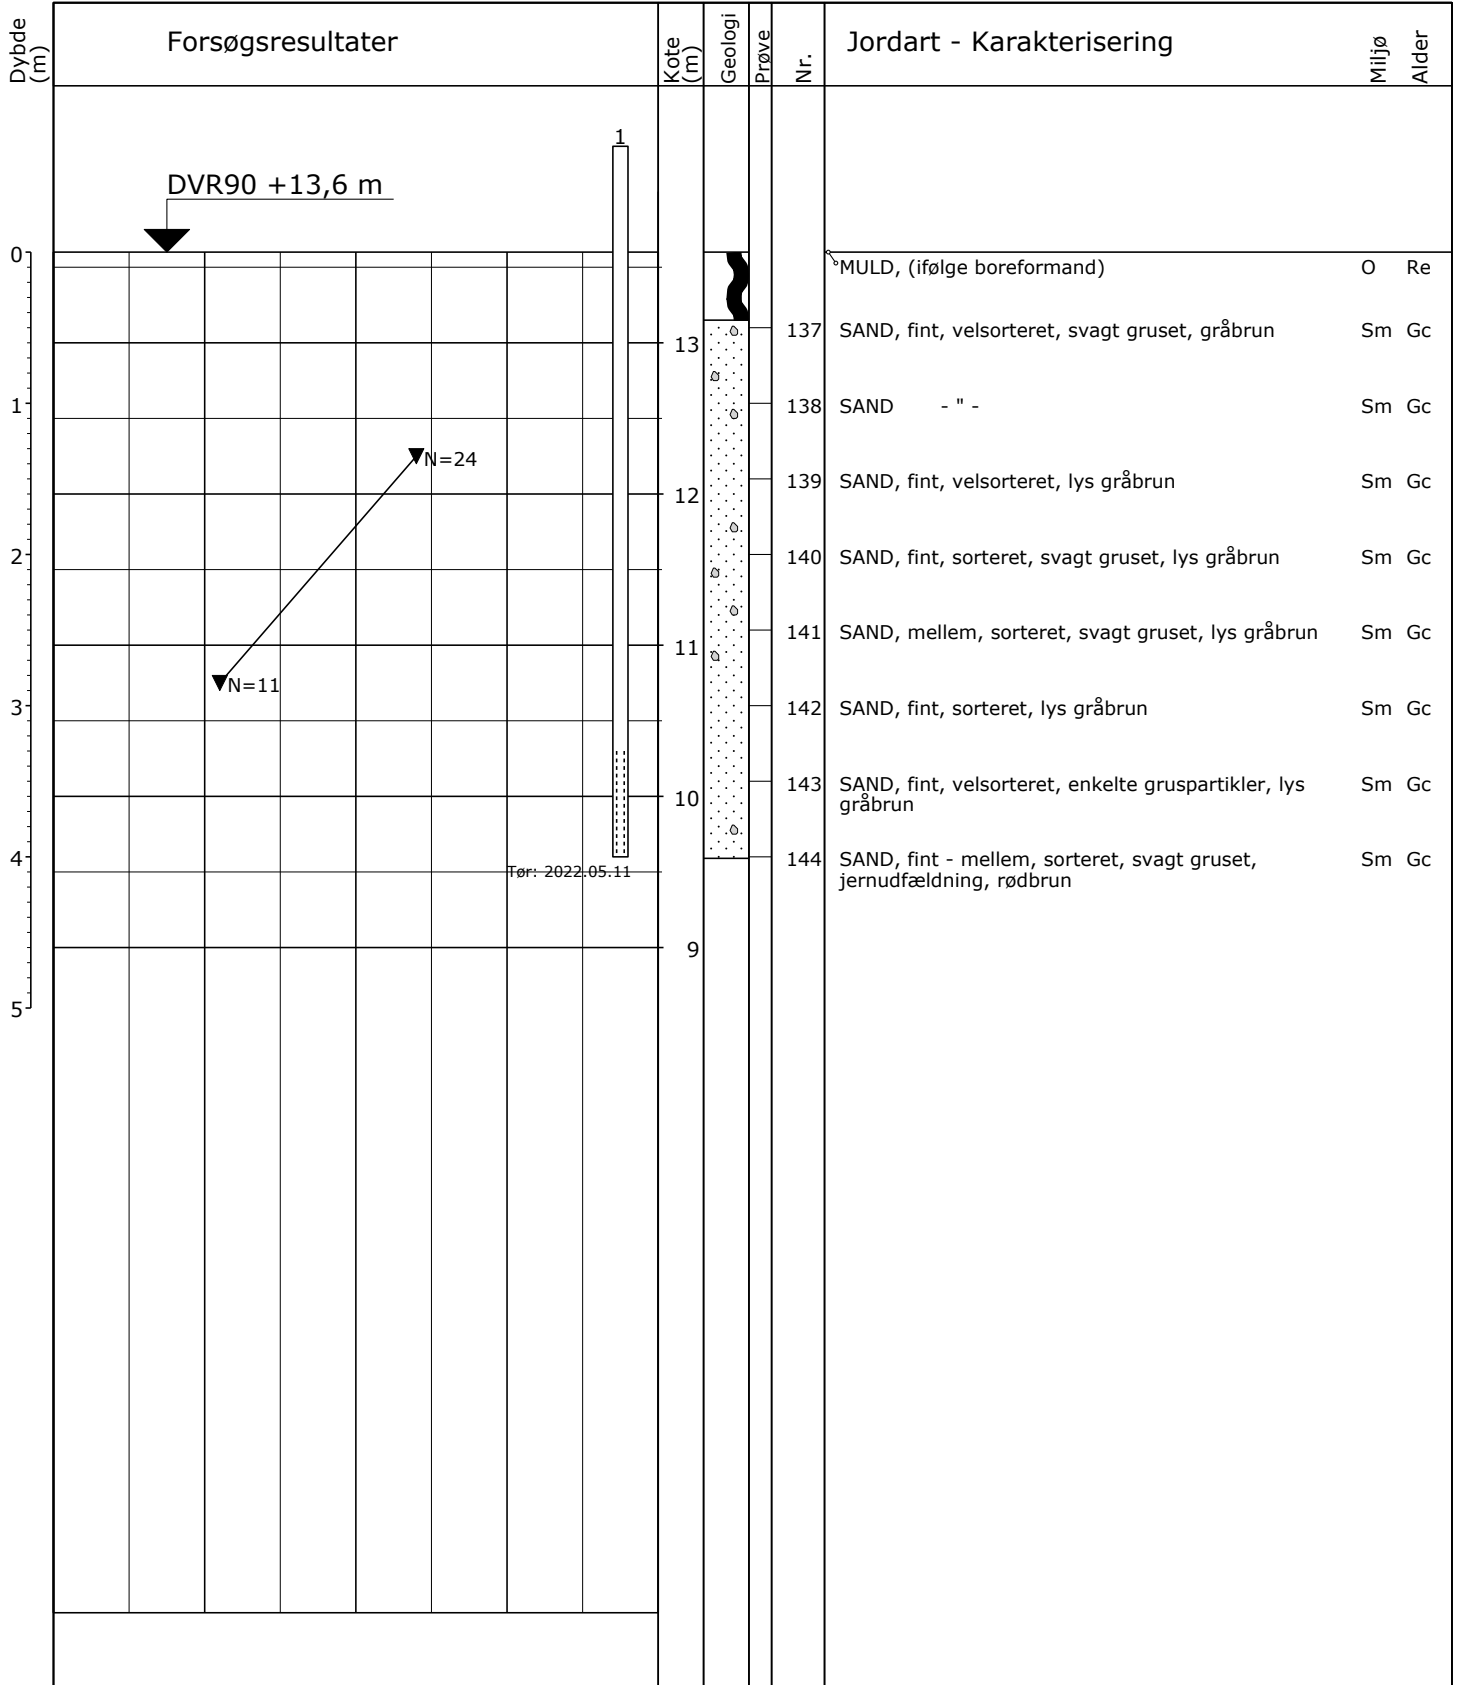 Dybde (m)
Forsøgsresultater
Kote (m)
Geologi
Prøve
Nr.
Jordart - Karakterisering
Miljø
Alder
1
DVR90 +13,6 m
0
MULD, (ifølge boreformand) O Re
137 SAND, fint, velsorteret, svagt gruset, gråbrun Sm Gc
13
1
138 SAND - " - Sm Gc
N=24
139 SAND, fint, velsorteret, lys gråbrun Sm Gc
12
2
140 SAND, fint, sorteret, svagt gruset, lys gråbrun Sm Gc
141 SAND, mellem, sorteret, svagt gruset, lys gråbrun Sm Gc
11
N=11
3
142 SAND, fint, sorteret, lys gråbrun Sm Gc
143 SAND, fint, velsorteret, enkelte gruspartikler, lys Sm Gc
gråbrun
10
4
144 SAND, fint - mellem, sorteret, svagt gruset, Sm Gc
jernudfældning, rødbrun
Tør: 2022.05.11
9
5